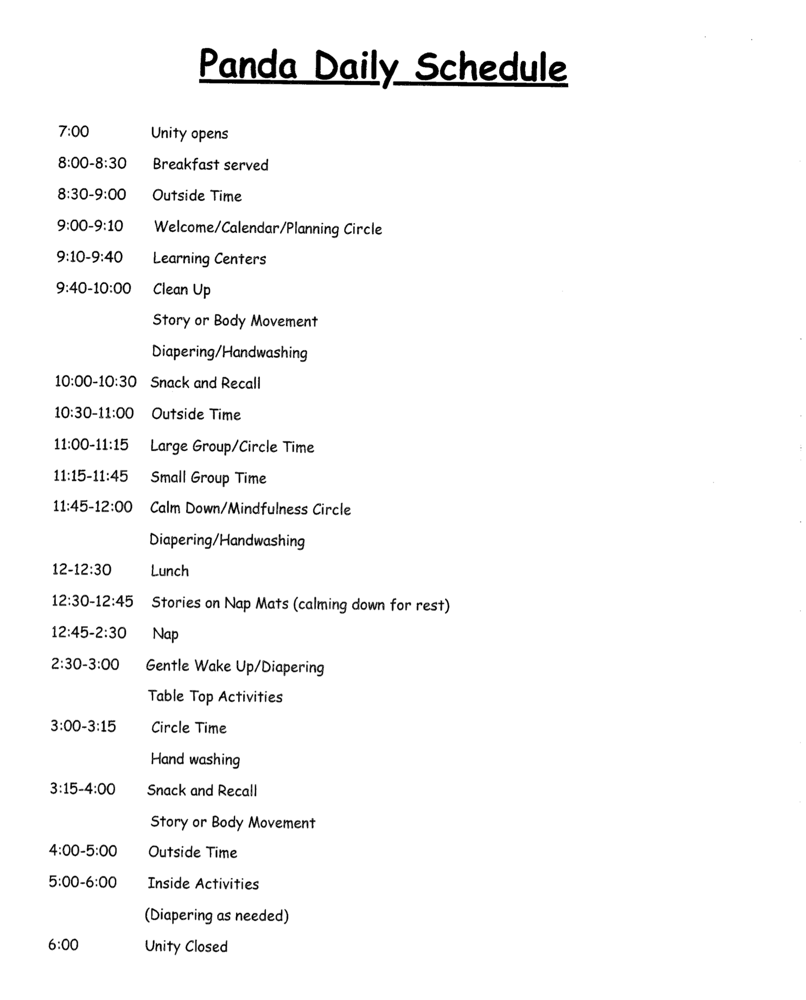 Panda Daily Schedule
7:00 Unity opens
8:00-8:30 Breakfast served
8:30-9:00 Outside Time
9:00-9:10 Welcome/Calendar/Planning Circle
9:10-9:40 Learning Centers
9:40-10:00 Clean Up
Story or Body Movement
Diapering/Handwashing
10:00-10:30 Snack and Recall
10:30-11:00 Outside Time
11:00-11:15 Large Group/Circle Time
11:15-11:45 Small Group Time
11:45-12:00 Calm Down/Mindfulness Circle
Diapering/Handwashing
12-12:30 Lunch
12:30-12:45 Stories on Nap Mats (calming down for rest)
12:45-2:30 Nap
2:30-3:00 Gentle Wake Up/Diapering
Table Top Activities
3:00-3:15 Circle Time
Hand washing
3:15-4:00 Snack and Recall
Story or Body Movement
4:00-5:00 Outside Time
5:00-6:00 Inside Activities
(Diapering as needed)
6:00 Unity Closed